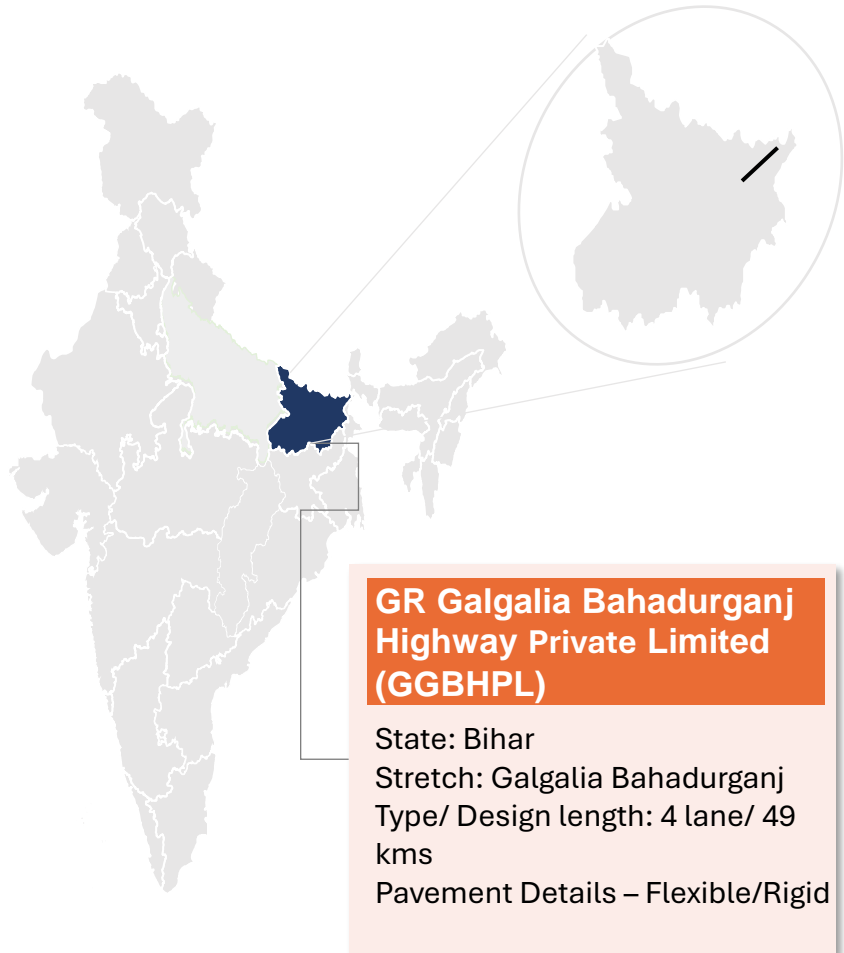 GR Galgalia Bahadurganj
Highway Private Limited
(GGBHPL)
State: Bihar
Stretch: Galgalia Bahadurganj
Type/ Design length: 4 lane/ 49
kms
Pavement Details – Flexible/Rigid